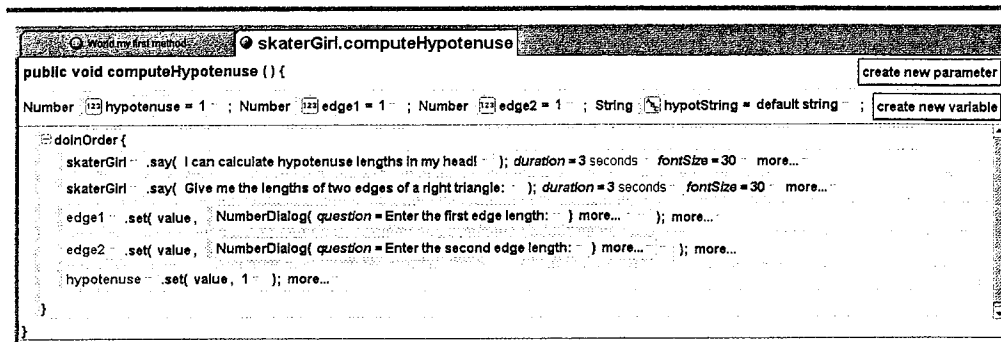 World.my first method skaterGirl.computeHypotenuse
public void computeHypotenuse () { create new parameter
Number 123 hypotenuse = 1 ; Number 123 edge1 = 1 ; Number 123 edge2 = 1 ; String hypotString = default string ; create new variable
doInOrder {
skaterGirl .say( I can calculate hypotenuse lengths in my head! ); duration = 3 seconds fontSize = 30 more...
skaterGirl .say( Give me the lengths of two edges of a right triangle: ); duration = 3 seconds fontSize = 30 more...
edge1 .set( value, NumberDialog( question = Enter the first edge length: ) more... ); more...
edge2 .set( value, NumberDialog( question = Enter the second edge length: ) more... ); more...
hypotenuse .set( value, 1 ); more...
}
}